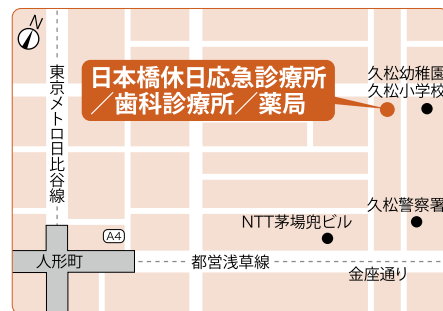 N
日本橋休日応急診療所
／歯科診療所／薬局
久松幼稚園
久松小学校
東京メトロ日比谷線
久松警察署
NTT茅場兜ビル
A4
人形町
都営浅草線
金座通り